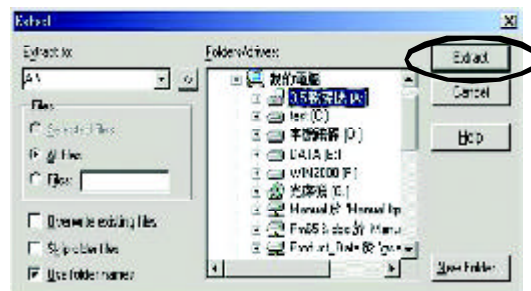 Extract
Extract to:
A:\
Files
Selected files
All files
Files:
Overwrite existing files
Skip older files
Use folder names
Folders/drives:
我的電腦
3.5 軟碟機 (A:)
test (C:)
本機磁碟 (D:)
DATA (E:)
WIN2000 (F:)
光碟機 (G:)
Extract
Cancel
Help
New Folder